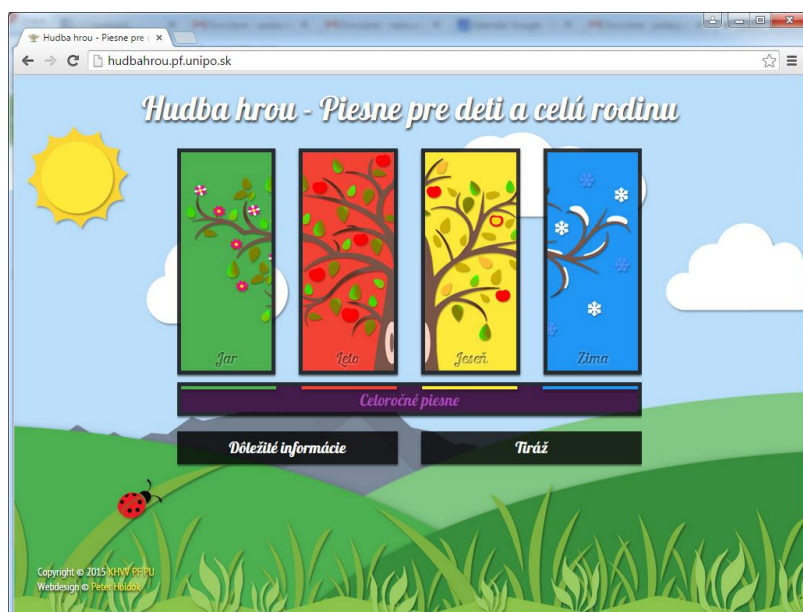 Hudba hrou - Piesne pre
hudbahrou.pf.unipo.sk
Hudba hrou - Piesne pre deti a celú rodinu
Jar
Leto
Jeseň
Zima
Celoročné piesne
Dôležité informácie
Tiráž
Copyright © 2015 KHVV PF PU
Webdesign © Peter Holdoš